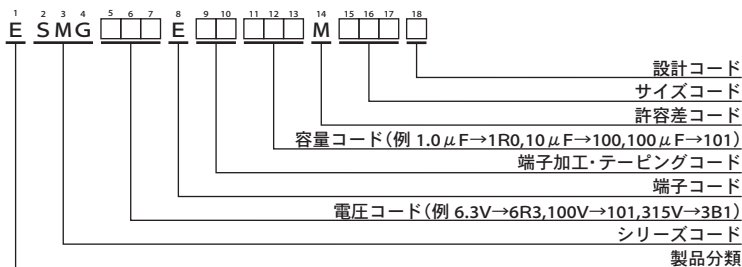 1 2 3 4 5 6 7 8 9 10 11 12 13 14 15 16 17 18
E SMG□□□E□□□□□M□□□□
設計コード
サイズコード
許容差コード
容量コード(例 1.0μF→1R0,10μF→100,100μF→101)
端子加工・テーピングコード
端子コード
電圧コード(例 6.3V→6R3,100V→101,315V→3B1)
シリーズコード
製品分類